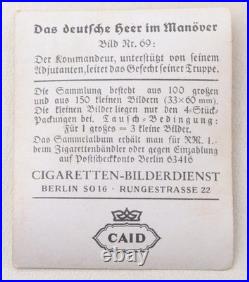 Das deutsche Heer im Manöver
Bild Nr. 69:
Der Kommandeur, unterstützt von seinem
Adjutanten, leitet das Gefecht seiner Truppe.
Die Sammlung besteht aus 100 großen
und aus 150 kleinen Bildern (33×60 mm).
Die kleinen Bilder liegen nur den 4=Stück=
Packungen bei. Tausch=Bedingung:
Für 1 großes = 3 kleine Bilder.
Das Sammelalbum erhält man für RM. 1.–
beim Zigarettenhändler oder gegen Einzahlung
auf Postscheckkonto Berlin 63416
CIGARETTEN-BILDERDIENST
BERLIN SO 16 · RUNGESTRASSE 22
CAID